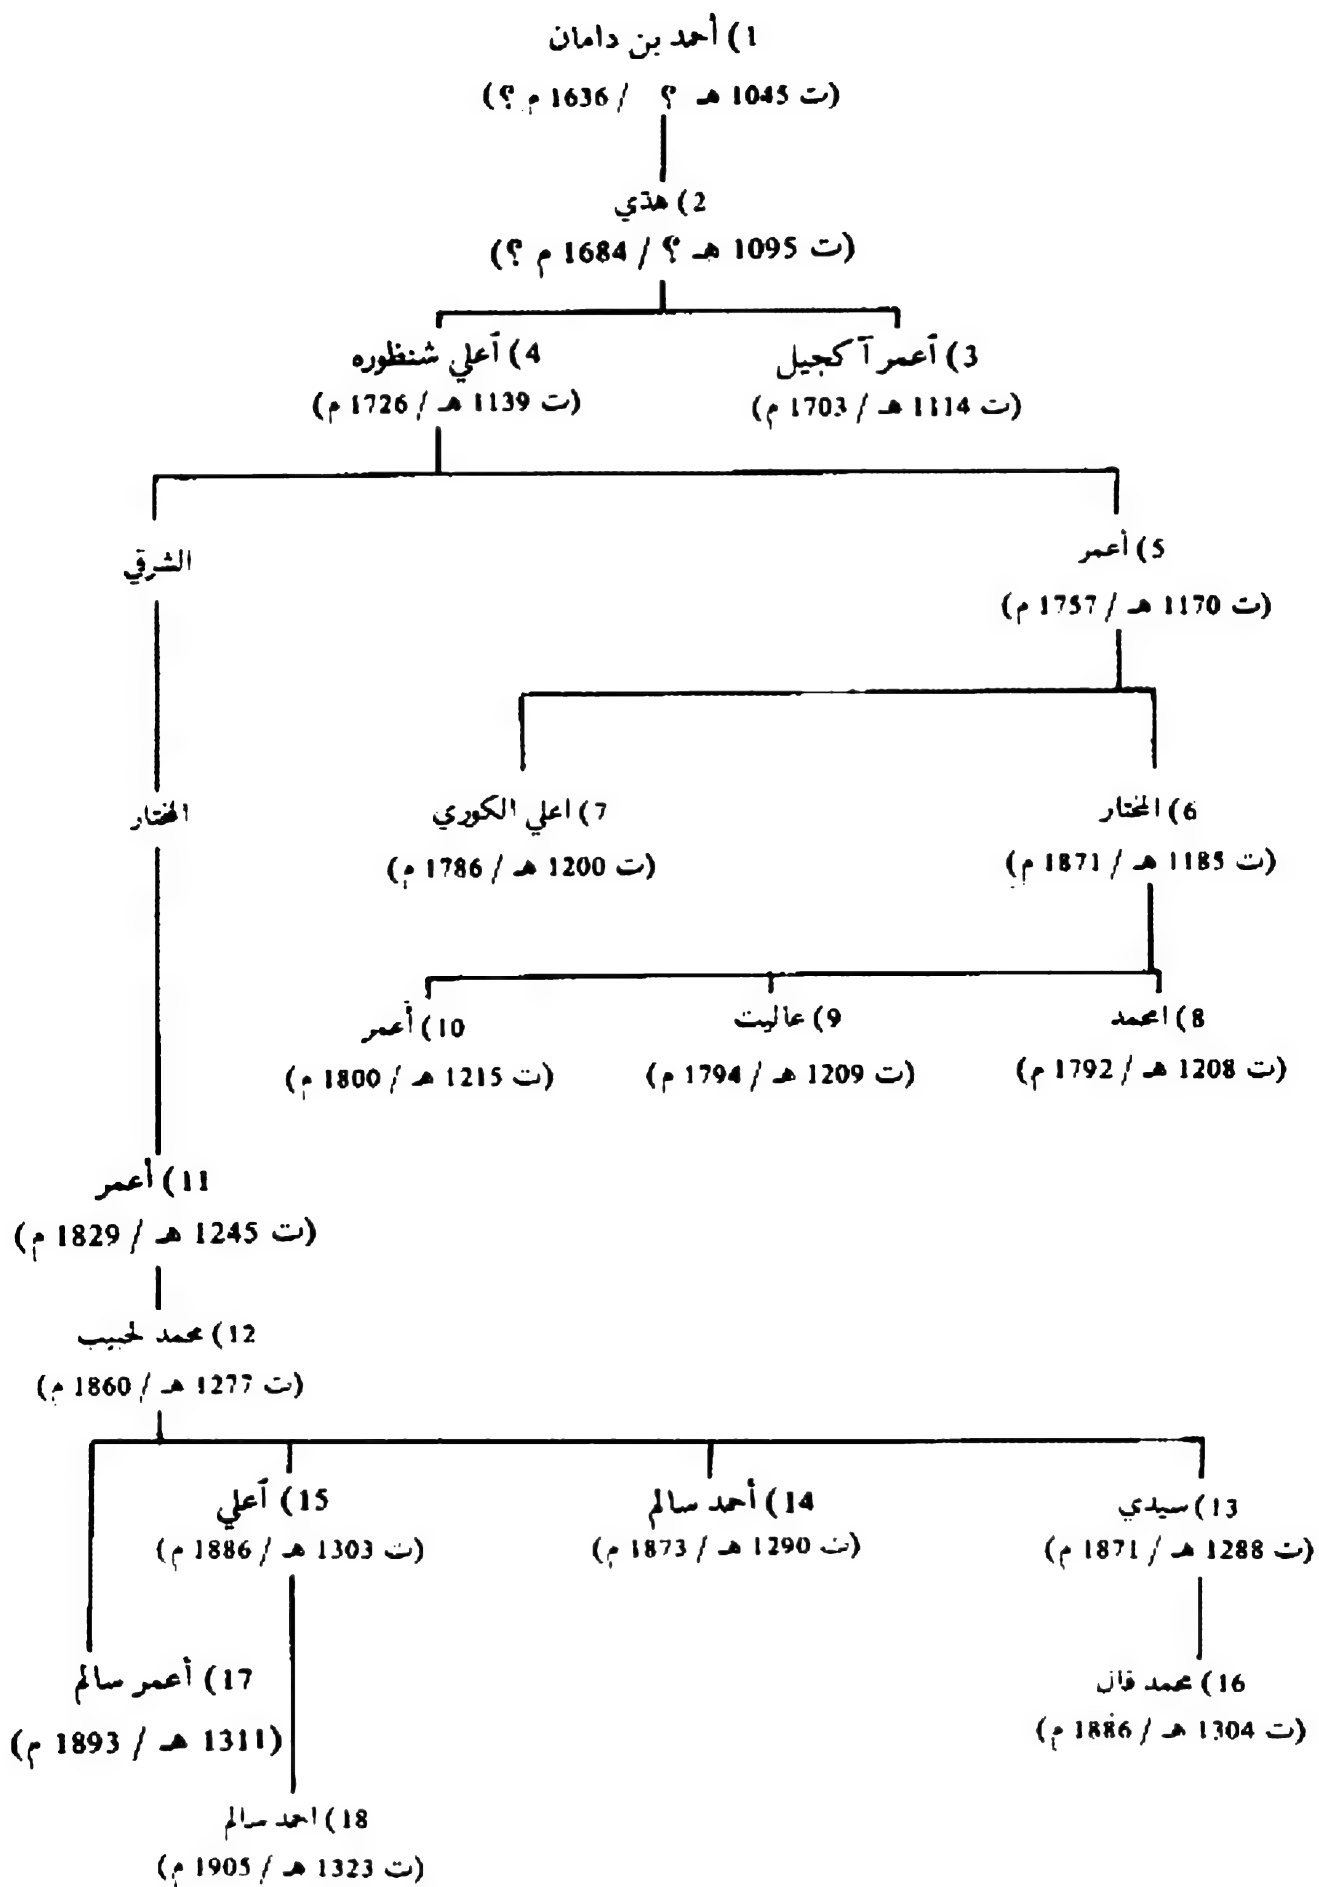 1) أحمد بن دامان
(ت 1045 هـ ؟ / 1636 م ؟)
2) هدّي
(ت 1095 هـ ؟ / 1684 م ؟)
3) أعمر آكجيل
(ت 1114 هـ / 1703 م)
4) أعلي شنظوره
(ت 1139 هـ / 1726 م)
5) أعمر
(ت 1170 هـ / 1757 م)
الشرقي
6) المختار
(ت 1185 هـ / 1871 م)
7) اعلي الكوري
(ت 1200 هـ / 1786 م)
المختار
8) امحمد
(ت 1208 هـ / 1792 م)
9) عاليت
(ت 1209 هـ / 1794 م)
10) أعمر
(ت 1215 هـ / 1800 م)
11) أعمر
(ت 1245 هـ / 1829 م)
12) محمد لحبيب
(ت 1277 هـ / 1860 م)
13) سيدي
(ت 1288 هـ / 1871 م)
14) أحمد سالم
(ت 1290 هـ / 1873 م)
15) أعلي
(ت 1303 هـ / 1886 م)
16) محمد فال
(ت 1304 هـ / 1886 م)
17) أعمر سالم
(1311 هـ / 1893 م)
18) احمد سالم
(ت 1323 هـ / 1905 م)